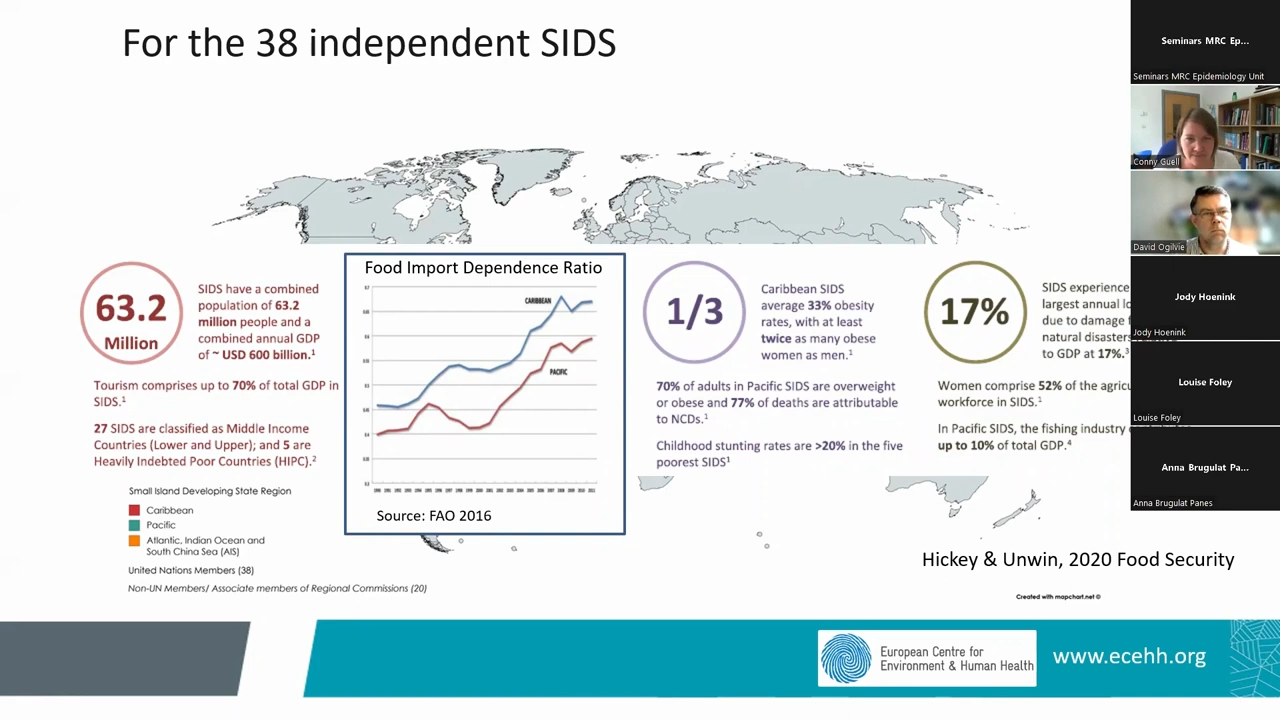 For the 38 independent SIDS
63.2
Million
SIDS have a combined
population of 63.2
million people and a
combined annual GDP
of ~ USD 600 billion.1
Tourism comprises up to 70% of total GDP in
SIDS.1
27 SIDS are classified as Middle Income
Countries (Lower and Upper); and 5 are
Heavily Indebted Poor Countries (HIPC).2
Small Island Developing State Region
Caribbean
Pacific
Atlantic, Indian Ocean and
South China Sea (AIS)
United Nations Members (38)
Non-UN Members/ Associate members of Regional Commissions (20)
Food Import Dependence Ratio
CARIBBEAN
PACIFIC
Source: FAO 2016
1/3
Caribbean SIDS
average 33% obesity
rates, with at least
twice as many obese
women as men.1
70% of adults in Pacific SIDS are overweight
or obese and 77% of deaths are attributable
to NCDs.1
Childhood stunting rates are >20% in the five
poorest SIDS1
17%
SIDS experience
largest annual
due to damage
natural disasters
to GDP at 17%.3
Women comprise 52% of the
workforce in SIDS.1
In Pacific SIDS, the fishing industry
up to 10% of total GDP.4
Hickey & Unwin, 2020 Food Security
Created with mapchart.net ©
European Centre for
Environment & Human Health
www.ecehh.org
Seminars MRC Ep...
Seminars MRC Epidemiology Unit
Conny Guell
David Ogilvie
Jody Hoenink
Jody Hoenink
Louise Foley
Louise Foley
Anna Brugulat Pa...
Anna Brugulat Panes